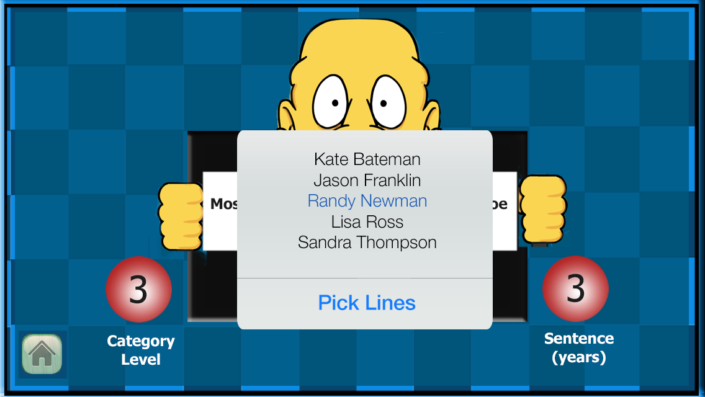 Kate Bateman
Jason Franklin
Randy Newman
Lisa Ross
Sandra Thompson
Pick Lines
3
Category
Level
3
Sentence
(years)